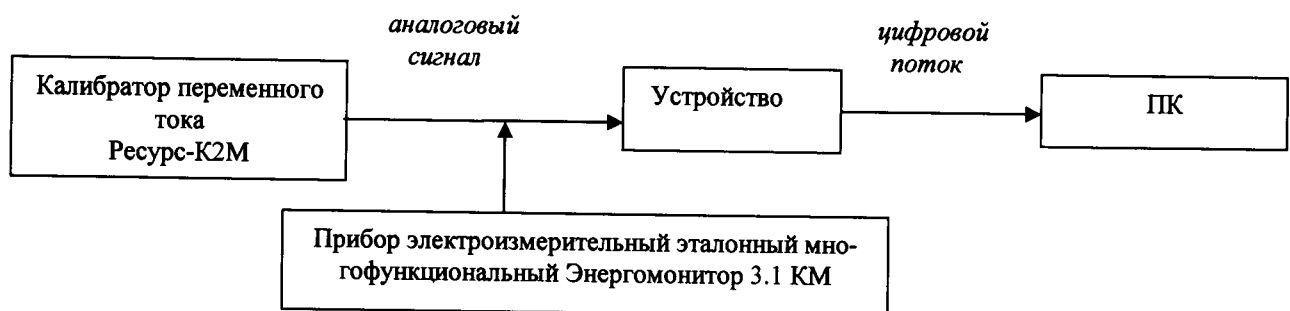 аналоговый
сигнал
цифровой
поток
Калибратор переменного
тока
Ресурс-К2М
Устройство
ПК
Прибор электроизмерительный эталонный мно-
гофункциональный Энергомонитор 3.1 КМ